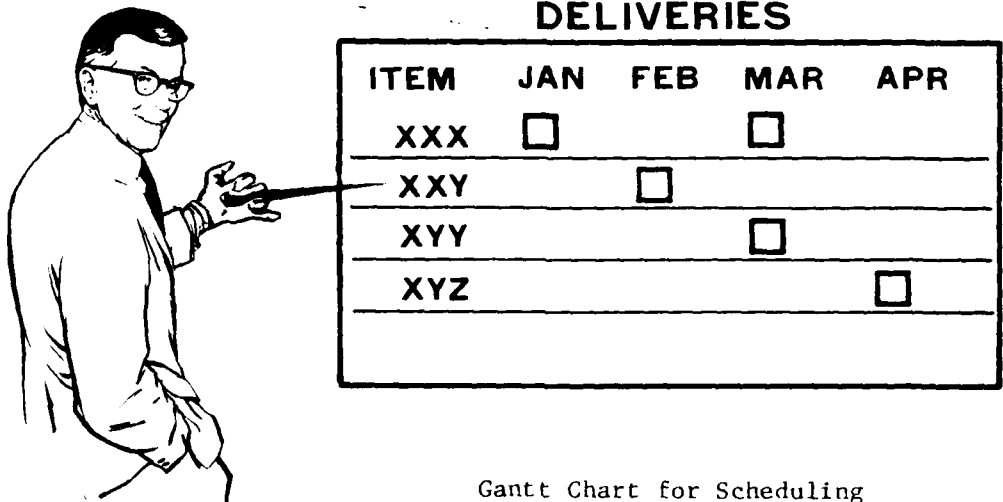 DELIVERIES
ITEM JAN FEB MAR APR
XXX
XXY
XYY
XYZ
Gantt Chart for Scheduling